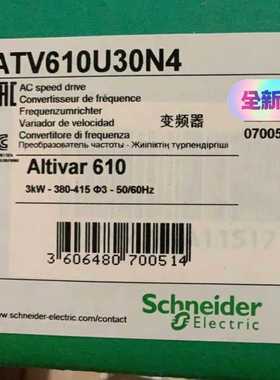 ATV610U30N4
AC speed drive
Convertisseur de fréquence
Frequenzumrichter
Variador de velocidad
变频器
Convertitore di frequenza
Преобразователь частоты - Жиіліктің түрлендіргіші
全新
07005
Altivar 610
3kW - 380-415 Φ3 - 50/60Hz
3 606480 700514
Schneider
Electric
schneider-electric.com/contact